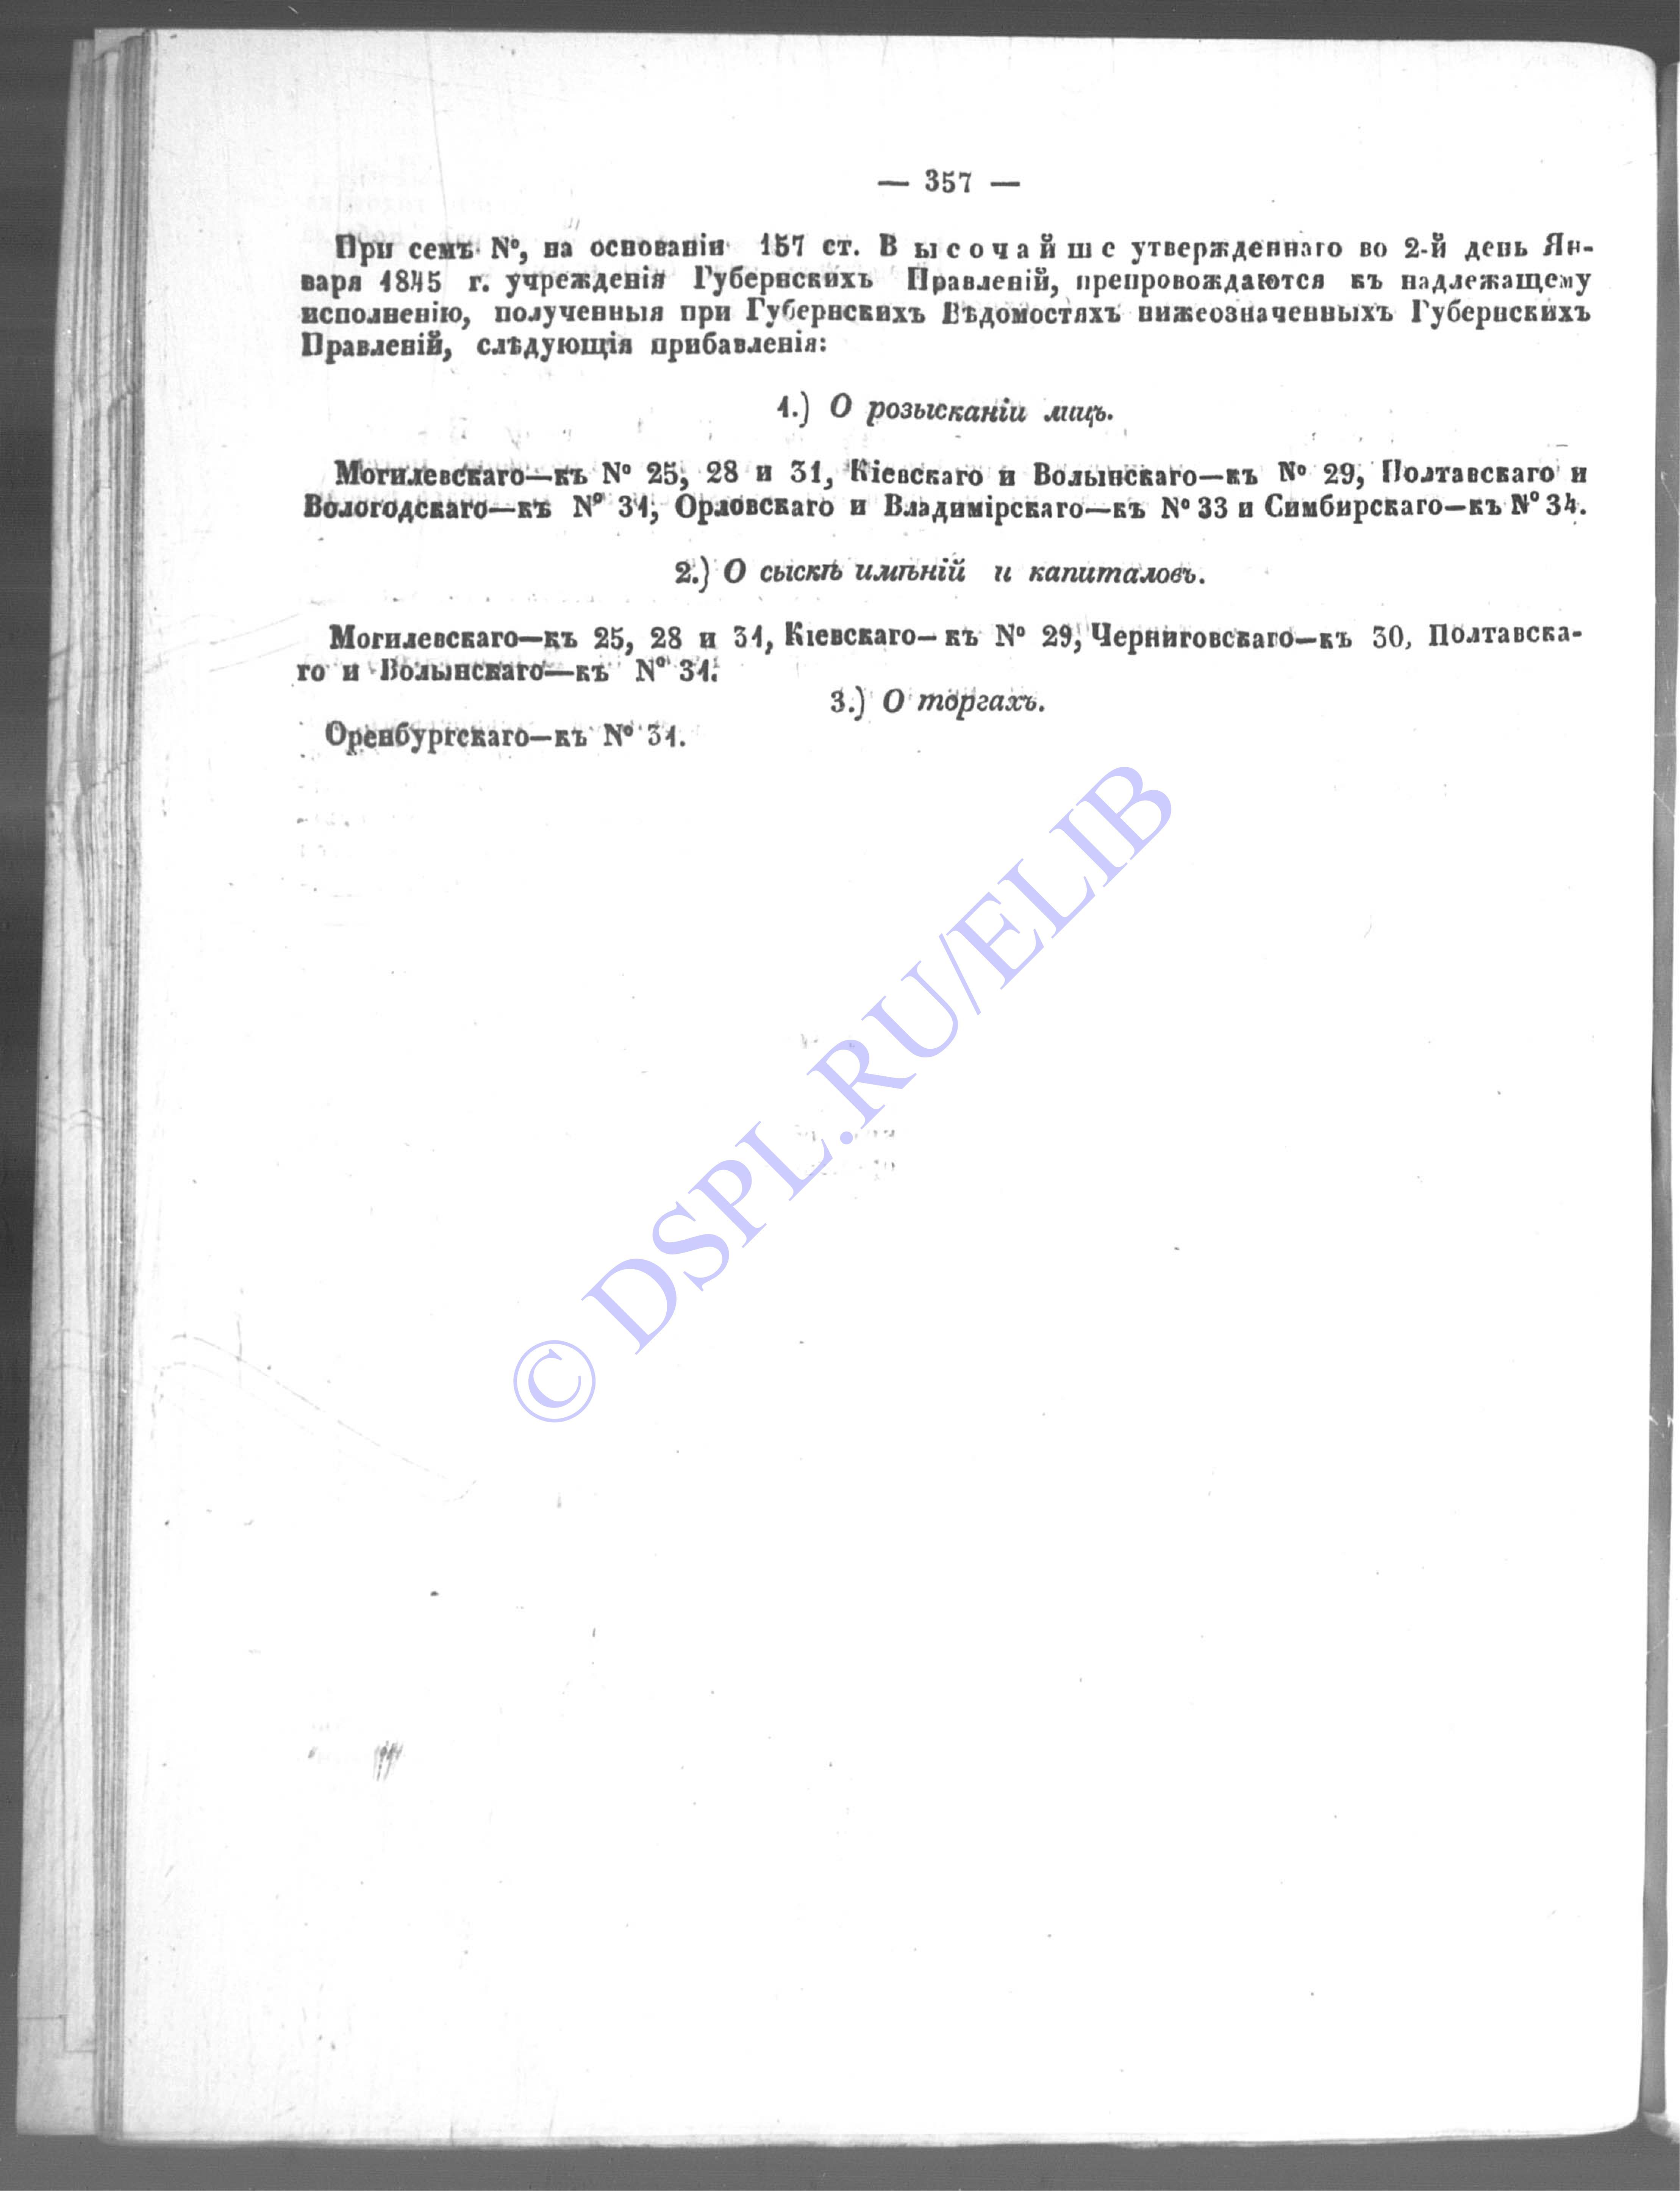 — 357 —
При семъ №, на основаніи 157 ст. Высочайше утвержденнаго во 2-й день Ян-
варя 1845 г. учрежденія Губернскихъ Правленій, препровождаются къ надлежащему
исполненію, полученныя при Губернскихъ Вѣдомостяхъ нижеозначенныхъ Губернскихъ
Правленій, слѣдующія прибавленія:
1.) О розысканіи лицъ.
Могилевскаго—къ № 25, 28 и 31, Кіевскаго и Волынскаго—къ № 29, Полтавскаго и
Вологодскаго—къ № 31, Орловскаго и Владимірскаго—къ № 33 и Симбирскаго—къ № 34.
2.) О сыскѣ имѣній и капиталовъ.
Могилевскаго—къ 25, 28 и 31, Кіевскаго—къ № 29, Черниговскаго—къ 30, Полтавска-
го и Волынскаго—къ № 31.
3.) О торгахъ.
Оренбургскаго—къ № 31.
© DSPL.RU/ELIB